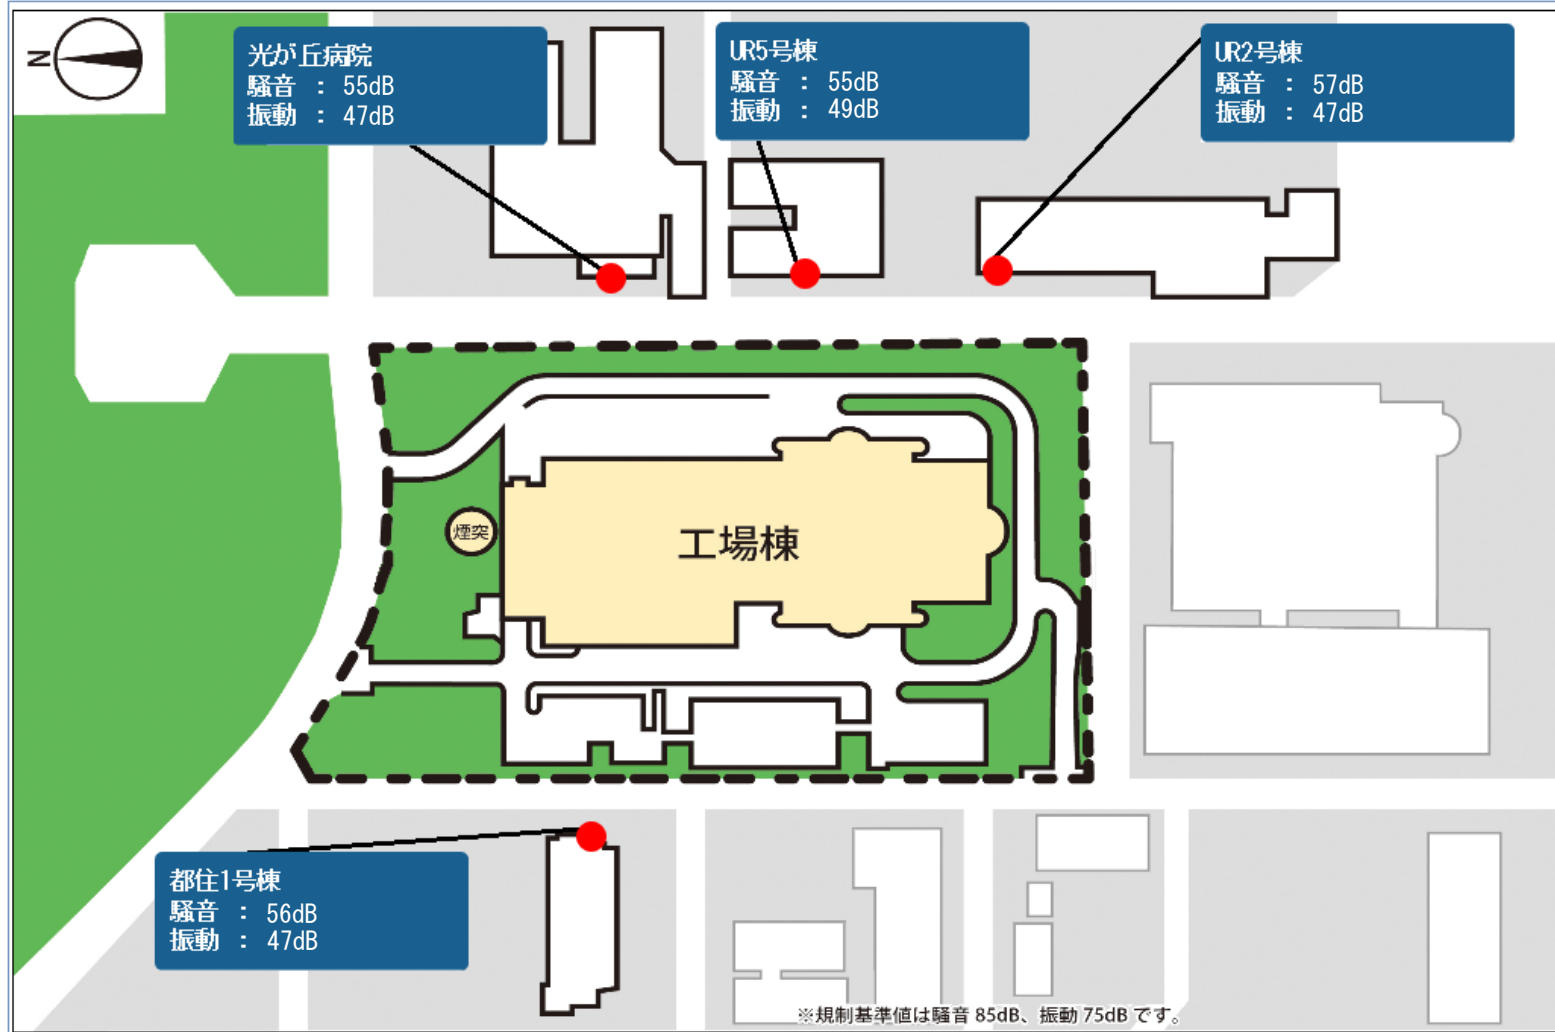 N
光が丘病院
騒音 ： 55dB
振動 ： 47dB
UR5号棟
騒音 ： 55dB
振動 ： 49dB
UR2号棟
騒音 ： 57dB
振動 ： 47dB
煙突
工場棟
都住1号棟
騒音 ： 56dB
振動 ： 47dB
※規制基準値は騒音 85dB、振動 75dB です。